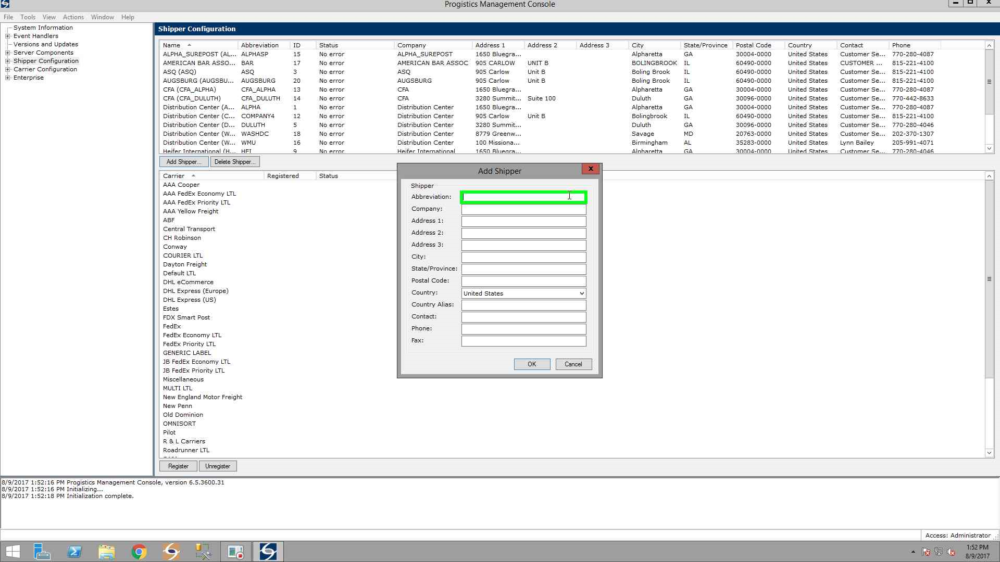 Progistics Management Console
File Tools View Actions Window Help
System Information
Event Handlers
Versions and Updates
Server Components
Shipper Configuration
Carrier Configuration
Enterprise
Shipper Configuration
Name Abbreviation ID Status Company Address 1 Address 2 Address 3 City State/Province Postal Code Country Contact Phone
ALPHA_SUREPOST (AL... ALPHASP 15 No error ALPHA_SUREPOST 1650 Bluegra... Alpharetta GA 30004-0000 United States Customer Se... 770-280-4087
AMERICAN BAR ASSO... BAR 17 No error AMERICAN BAR ASSOC 905 CARLOW UNIT B BOLINGBROOK IL 60490-0000 United States CUSTOMER ... 815-221-4100
ASQ (ASQ) ASQ 3 No error ASQ 905 Carlow Unit B Boling Brook IL 60490-0000 United States Customer Se... 815-221-4100
AUGSBURG (AUGSBU... AUGSBURG 20 No error AUGSBURG 905 Carlow Unit B Boling Brook IL 60490-0000 United States Customer Se... 815-221-4100
CFA (CFA_ALPHA) CFA_ALPHA 13 No error CFA 1650 Bluegra... Alpharetta GA 30004-0000 United States Customer Se... 770-280-4087
CFA (CFA_DULUTH) CFA_DULUTH 14 No error CFA 3280 Summit... Suite 100 Duluth GA 30096-0000 United States Customer Se... 770-442-8633
Distribution Center (A... ALPHA 1 No error Distribution Center 1650 Bluegra... Alpharetta GA 30004-0000 United States Customer Se... 770-280-4087
Distribution Center (C... COMPANY4 12 No error Distribution Center 905 Carlow Unit B Bolingbrook IL 60490-0000 United States Customer Se... 815-221-4100
Distribution Center (D... DULUTH 5 No error Distribution Center 3280 Summit... Duluth GA 30096-0000 United States Customer Se... 770-280-4046
Distribution Center (W... WASHDC 18 No error Distribution Center 8779 Greenw... Savage MD 20763-0000 United States Customer Se... 202-370-1307
Distribution Center (W... WMU 16 No error Distribution Center 100 Missiona... Birmingham AL 35283-0000 United States Lynn Bailey 205-991-4071
Heifer International (H... HEI 9 No error Heifer International 1650 Bluegra... Alpharetta GA 30004-0000 United States Customer Se... 770-280-4046
Add Shipper... Delete Shipper...
Carrier Registered Status
AAA Cooper
AAA FedEx Economy LTL
AAA FedEx Priority LTL
AAA Yellow Freight
ABF
Central Transport
CH Robinson
Conway
COURIER LTL
Dayton Freight
Default LTL
DHL eCommerce
DHL Express (Europe)
DHL Express (US)
Estes
FDX Smart Post
FedEx
FedEx Economy LTL
FedEx Priority LTL
GENERIC LABEL
JB FedEx Economy LTL
JB FedEx Priority LTL
Miscellaneous
MULTI LTL
New England Motor Freight
New Penn
Old Dominion
OMNISORT
Pilot
R & L Carriers
Roadrunner LTL
Register Unregister
Add Shipper
Shipper
Abbreviation:
Company:
Address 1:
Address 2:
Address 3:
City:
State/Province:
Postal Code:
Country: United States
Country Alias:
Contact:
Phone:
Fax:
OK Cancel
8/9/2017 1:52:16 PM Progistics Management Console, version 6.5.3600.31
8/9/2017 1:52:16 PM Initializing...
8/9/2017 1:52:18 PM Initialization complete.
Access: Administrator
1:52 PM
8/9/2017